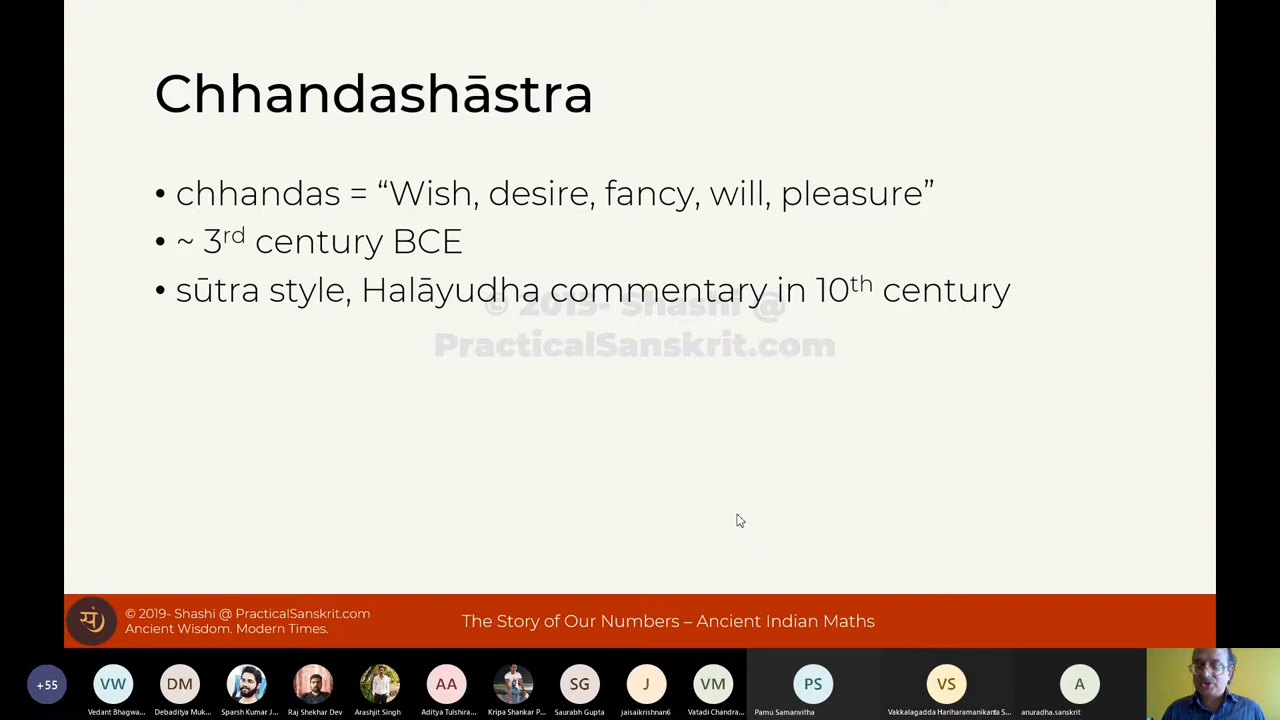 Chhandashāstra
• chhandas = “Wish, desire, fancy, will, pleasure”
• ~ 3rd century BCE
• sūtra style, Halāyudha commentary in 10th century
© 2019- Shashi @
PracticalSanskrit.com
सं
© 2019- Shashi @ PracticalSanskrit.com
Ancient Wisdom. Modern Times.
The Story of Our Numbers – Ancient Indian Maths
+55
VW
DM
AA
SG
J
VM
PS
VS
A
Vedant Bhagwa...
Debaditya Muk...
Sparsh Kumar J...
Raj Shekhar Dev
Arashjit Singh
Aditya Tulshira...
Kripa Shankar P...
Saurabh Gupta
jaisaikrishnan6
Vatadi Chandra...
Pamu Samanvitha
Vakkalagadda Hariharamanikanta S...
anuradha.sanskrit